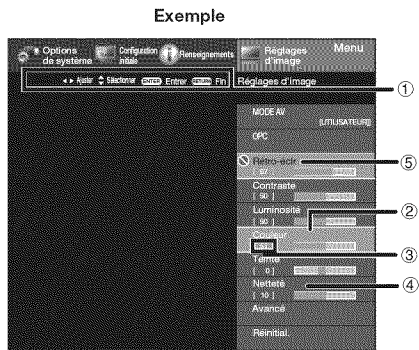 Exemple
Options de système
Configuration initiale
Renseignements
Réglages d'image
Menu
Ajuster Sélectionner ENTER Entrer RETURN Fin
Réglages d'image
①
MODE AV
[UTILISATEUR]
OPC
Rétro-éclr.
⑤
Contraste
[ 90 ]
②
Luminosité
[ 50 ]
Couleur
③
Teinte
[ 0 ]
Netteté
④
[ 10 ]
Avancé
Réinitial.